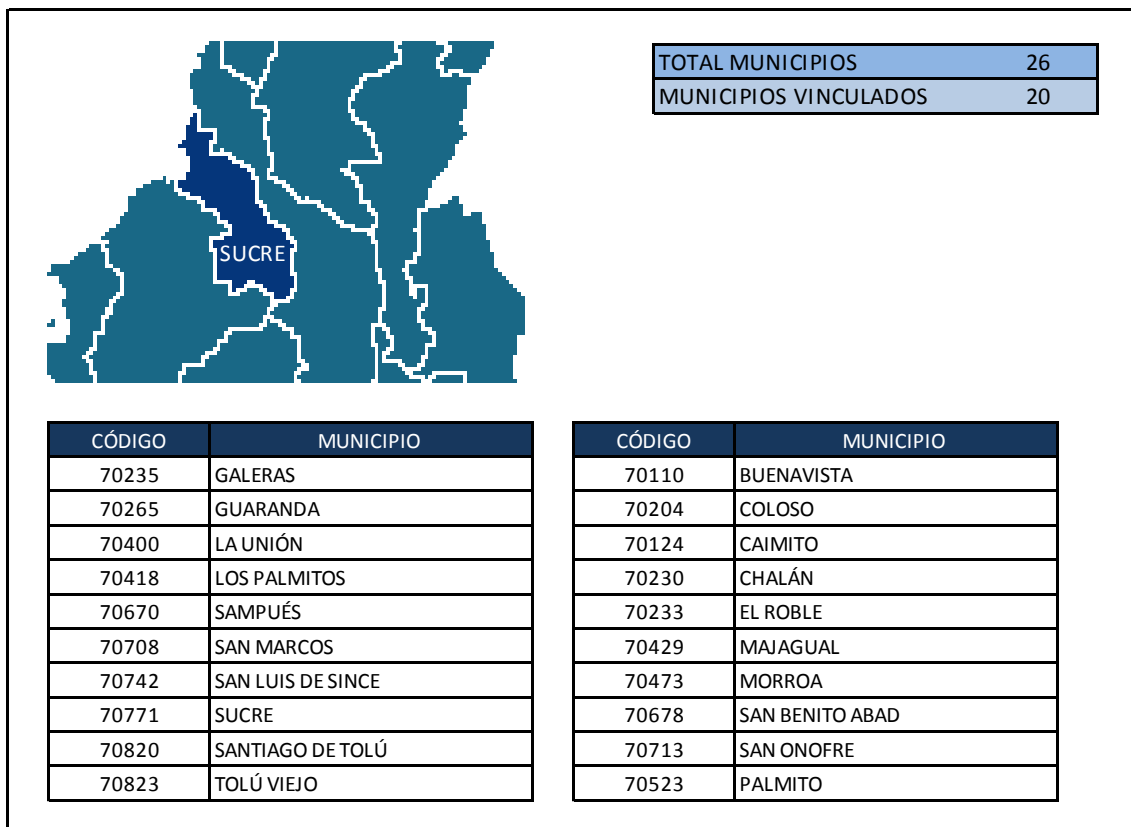 TOTAL MUNICIPIOS 26
MUNICIPIOS VINCULADOS 20
SUCRE
CÓDIGO MUNICIPIO
70235 GALERAS
70265 GUARANDA
70400 LA UNIÓN
70418 LOS PALMITOS
70670 SAMPUÉS
70708 SAN MARCOS
70742 SAN LUIS DE SINCE
70771 SUCRE
70820 SANTIAGO DE TOLÚ
70823 TOLÚ VIEJO
CÓDIGO MUNICIPIO
70110 BUENAVISTA
70204 COLOSO
70124 CAIMITO
70230 CHALÁN
70233 EL ROBLE
70429 MAJAGUAL
70473 MORROA
70678 SAN BENITO ABAD
70713 SAN ONOFRE
70523 PALMITO